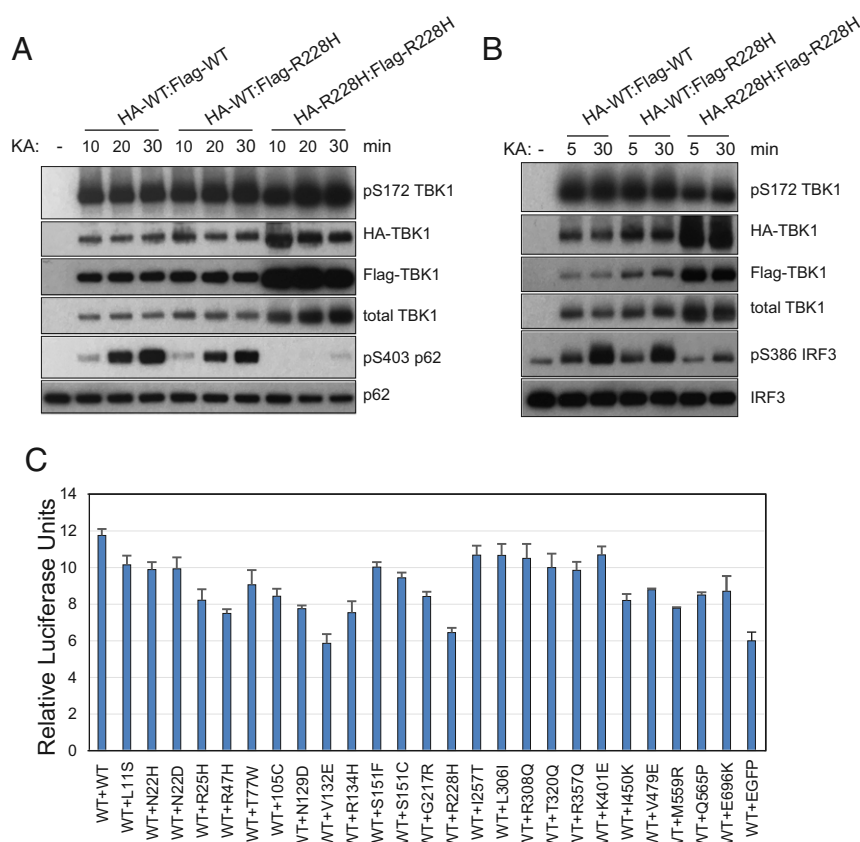 A
HA-WT:Flag-WT
HA-WT:Flag-R228H
HA-R228H:Flag-R228H
KA: - 10 20 30 10 20 30 10 20 30 min
pS172 TBK1
HA-TBK1
Flag-TBK1
total TBK1
pS403 p62
p62
B
HA-WT:Flag-WT
HA-WT:Flag-R228H
HA-R228H:Flag-R228H
KA: - 5 30 5 30 5 30 min
pS172 TBK1
HA-TBK1
Flag-TBK1
total TBK1
pS386 IRF3
IRF3
C
Relative Luciferase Units
14
12
10
8
6
4
2
0
WT+WT
WT+L11S
WT+N22H
WT+N22D
WT+R25H
WT+R47H
WT+T77W
WT+105C
WT+N129D
WT+V132E
WT+R134H
WT+S151F
WT+S151C
WT+G217R
WT+R228H
WT+I257T
WT+L306I
WT+R308Q
WT+T320Q
WT+R357Q
WT+K401E
WT+I450K
WT+V479E
WT+M559R
WT+Q565P
WT+E696K
WT+EGFP